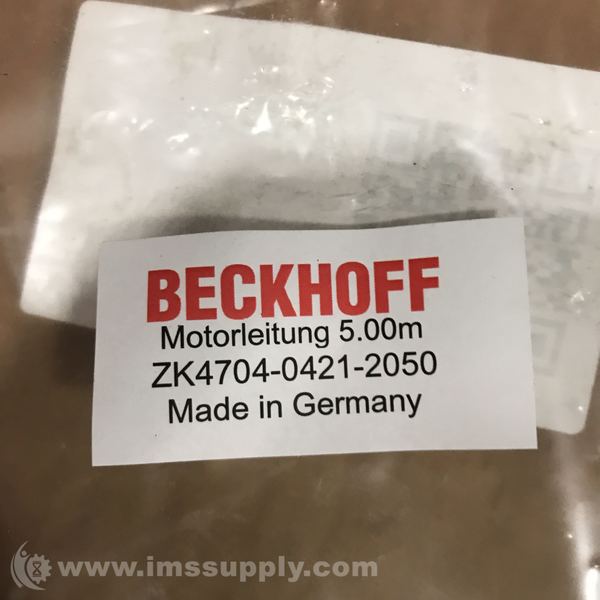 BECKHOFF
Motorleitung 5.00m
ZK4704-0421-2050
Made in Germany
www.imssupply.com